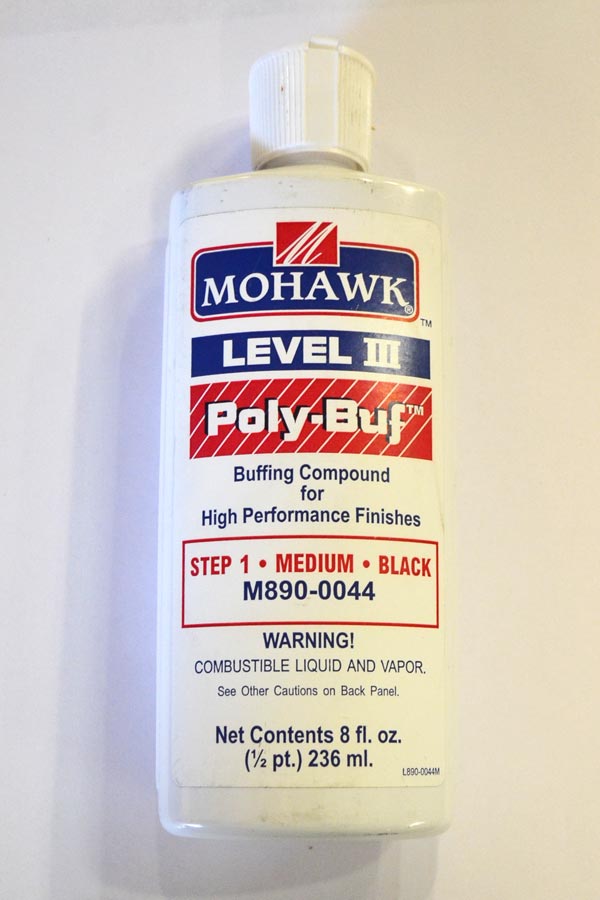 M
MOHAWK®
™
LEVEL III
Poly-Buf™
Buffing Compound
for
High Performance Finishes
STEP 1 • MEDIUM • BLACK
M890-0044
WARNING!
COMBUSTIBLE LIQUID AND VAPOR.
See Other Cautions on Back Panel.
Net Contents 8 fl. oz.
(½ pt.) 236 ml.
L890-0044M